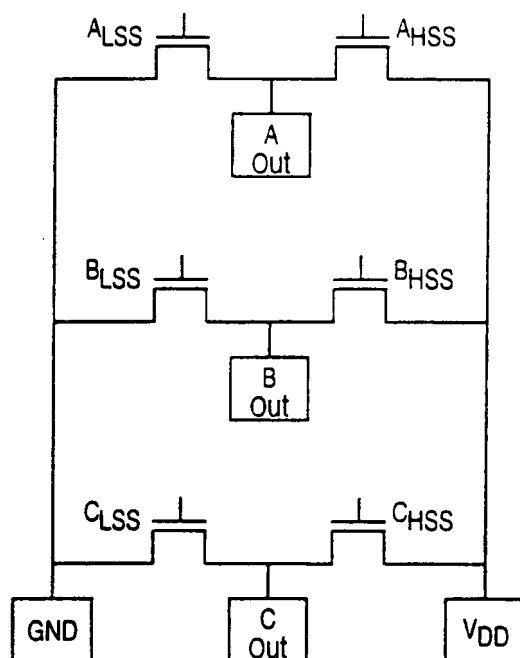 ALSS AHSS
A
Out
BLSS BHSS
B
Out
CLSS CHSS
GND C VDD
Out